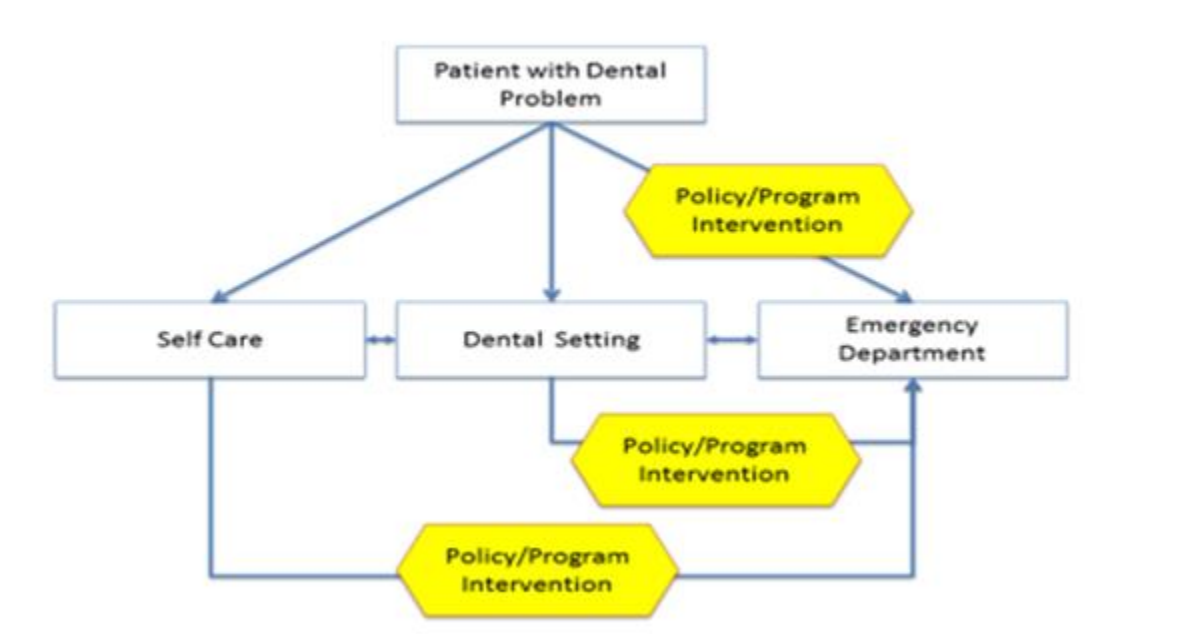 Patient with Dental
Problem
Policy/Program
Intervention
Self Care
Dental Setting
Emergency
Department
Policy/Program
Intervention
Policy/Program
Intervention